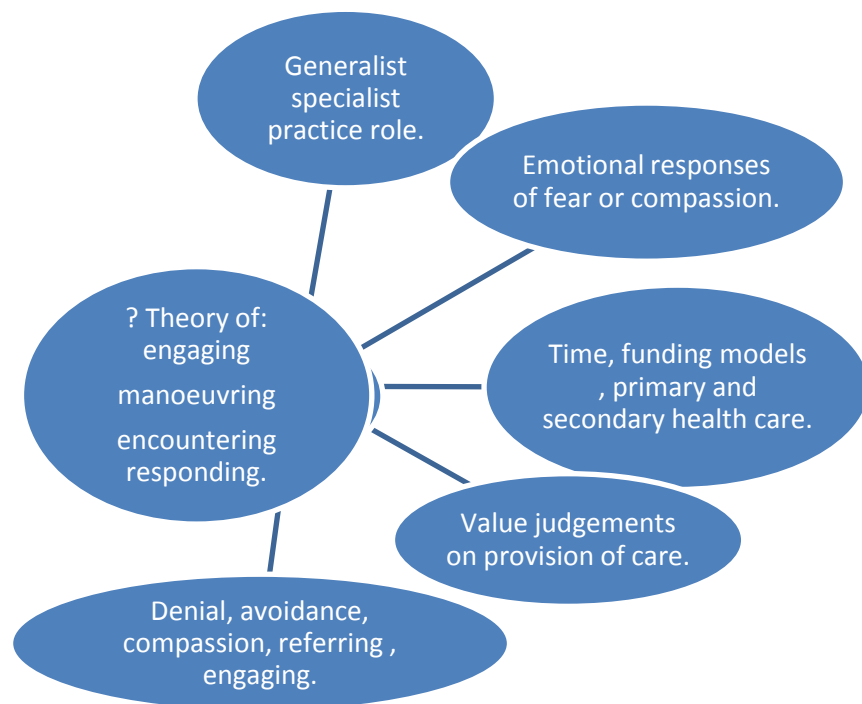 Generalist
specialist
practice role.
Emotional responses
of fear or compassion.
? Theory of:
engaging
manoeuvring
encountering
responding.
Time, funding models
, primary and
secondary health care.
Value judgements
on provision of care.
Denial, avoidance,
compassion, referring ,
engaging.